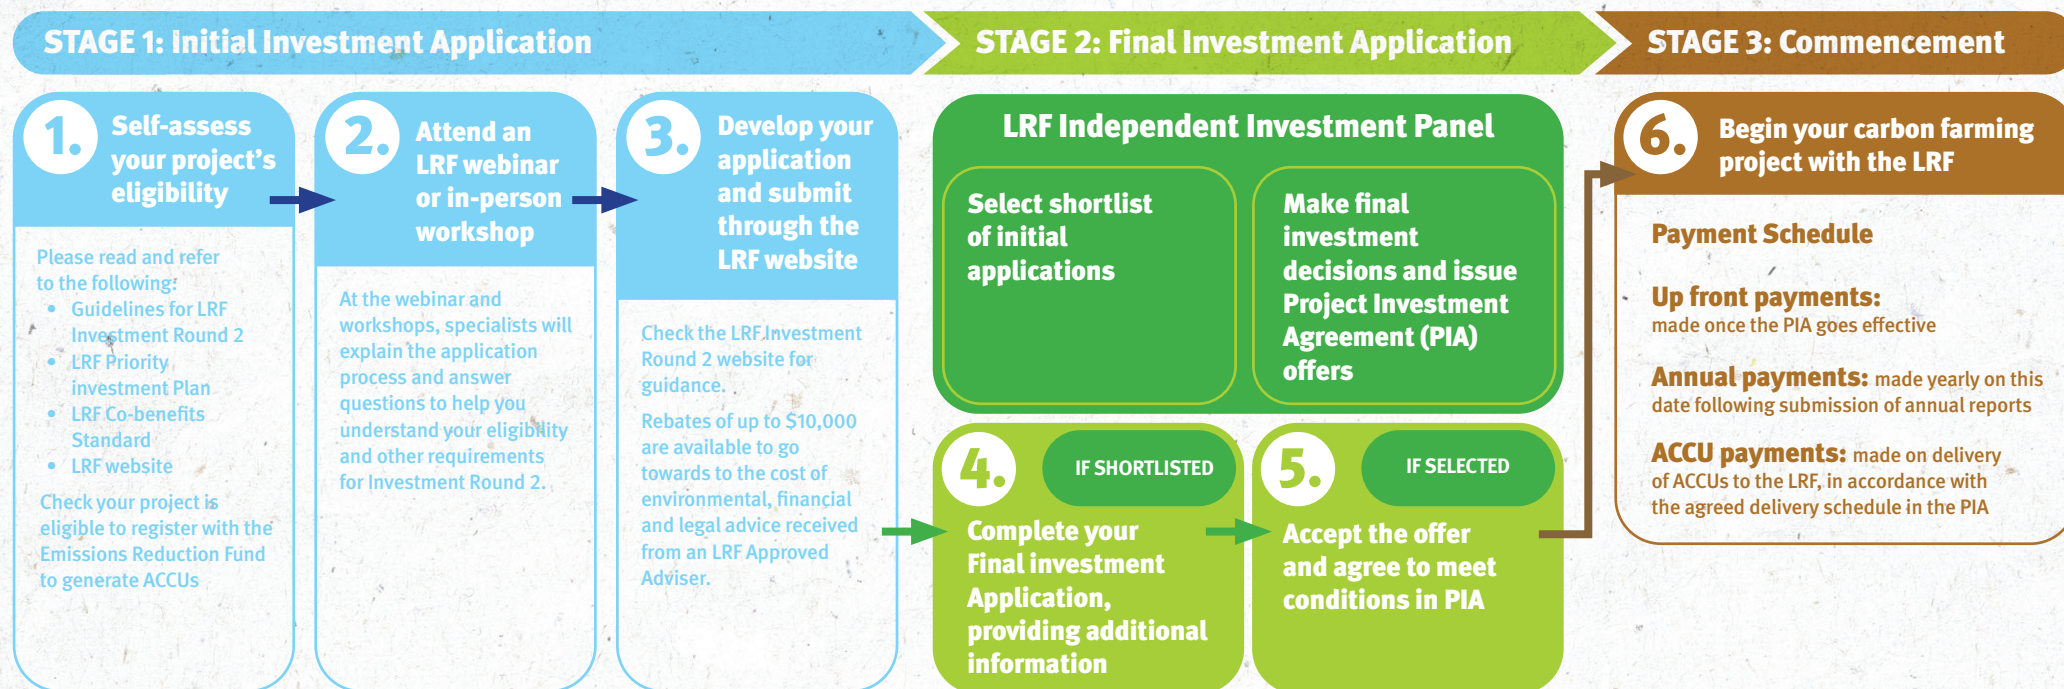 STAGE 1: Initial Investment Application
STAGE 2: Final Investment Application
STAGE 3: Commencement
1.
Self-assess
your project's
eligibility
Please read and refer
to the following:
• Guidelines for LRF
Investment Round 2
• LRF Priority
investment Plan
• LRF Co-benefits
Standard
• LRF website
Check your project is
eligible to register with the
Emissions Reduction Fund
to generate ACCUs
2.
Attend an
LRF webinar
or in-person
workshop
At the webinar and
workshops, specialists will
explain the application
process and answer
questions to help you
understand your eligibility
and other requirements
for Investment Round 2.
3.
Develop your
application
and submit
through the
LRF website
Check the LRF Investment
Round 2 website for
guidance.
Rebates of up to $10,000
are available to go
towards to the cost of
environmental, financial
and legal advice received
from an LRF Approved
Adviser.
LRF Independent Investment Panel
Select shortlist
of initial
applications
Make final
investment
decisions and issue
Project Investment
Agreement (PIA)
offers
4.
IF SHORTLISTED
Complete your
Final investment
Application,
providing additional
information
5.
IF SELECTED
Accept the offer
and agree to meet
conditions in PIA
6.
Begin your carbon farming
project with the LRF
Payment Schedule
Up front payments:
made once the PIA goes effective
Annual payments: made yearly on this
date following submission of annual reports
ACCU payments: made on delivery
of ACCUs to the LRF, in accordance with
the agreed delivery schedule in the PIA